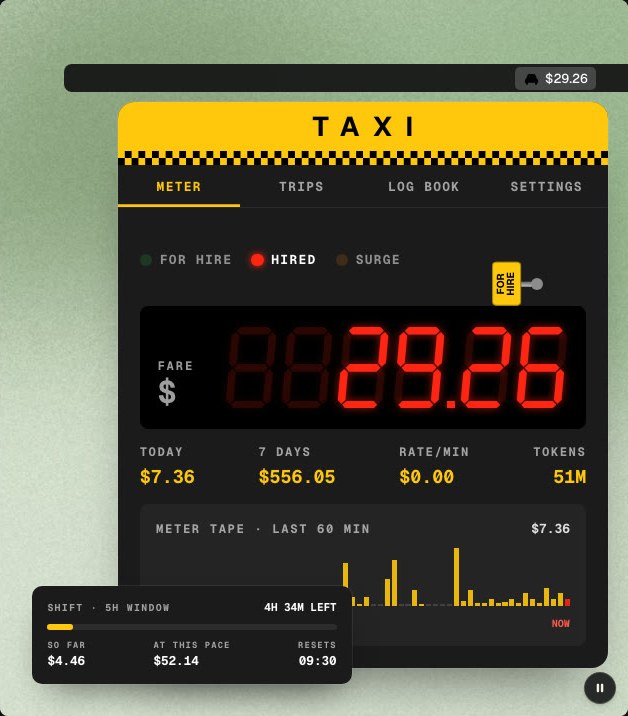 $29.26
TAXI
METER TRIPS LOG BOOK SETTINGS
FOR HIRE HIRED SURGE
FOR HIRE
FARE
$ 29.26
TODAY 7 DAYS RATE/MIN TOKENS
$7.36 $556.05 $0.00 51M
METER TAPE · LAST 60 MIN $7.36
NOW
SHIFT · 5H WINDOW 4H 34M LEFT
SO FAR AT THIS PACE RESETS
$4.46 $52.14 09:30